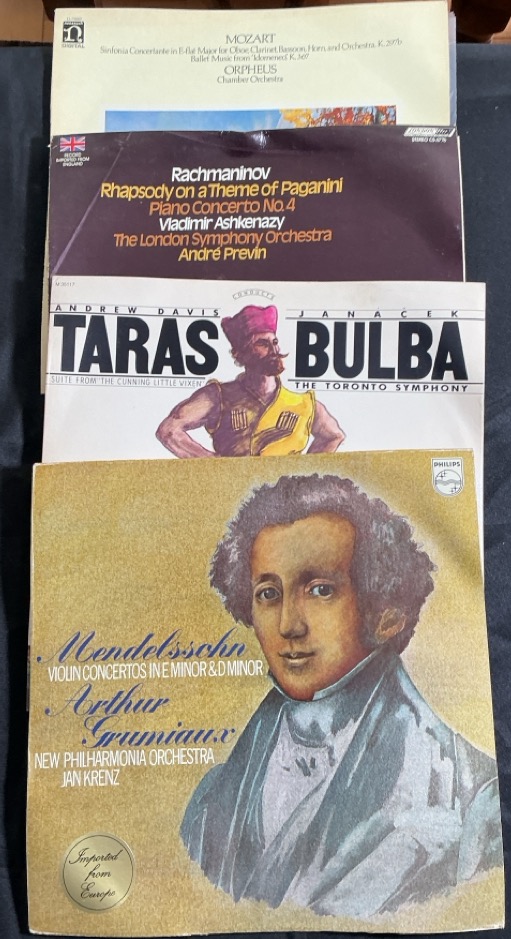 n
DIGITAL
MOZART
Sinfonia Concertante in E-flat Major for Oboe, Clarinet, Bassoon, Horn, and Orchestra, K. 297b
Ballet Music from "Idomeneo", K. 367
ORPHEUS
Chamber Orchestra
RECORD
IMPORTED FROM
ENGLAND
Rachmaninov
Rhapsody on a Theme of Paganini
Piano Concerto No. 4
Vladimir Ashkenazy
The London Symphony Orchestra
André Previn
ANDREW DAVIS
CONDUCTS
JANÁČEK
TARAS BULBA
SUITE FROM "THE CUNNING LITTLE VIXEN"
THE TORONTO SYMPHONY
PHILIPS
Mendelssohn
VIOLIN CONCERTOS IN E MINOR & D MINOR
Arthur
Grumiaux
NEW PHILHARMONIA ORCHESTRA
JAN KRENZ
Imported
from
Europe